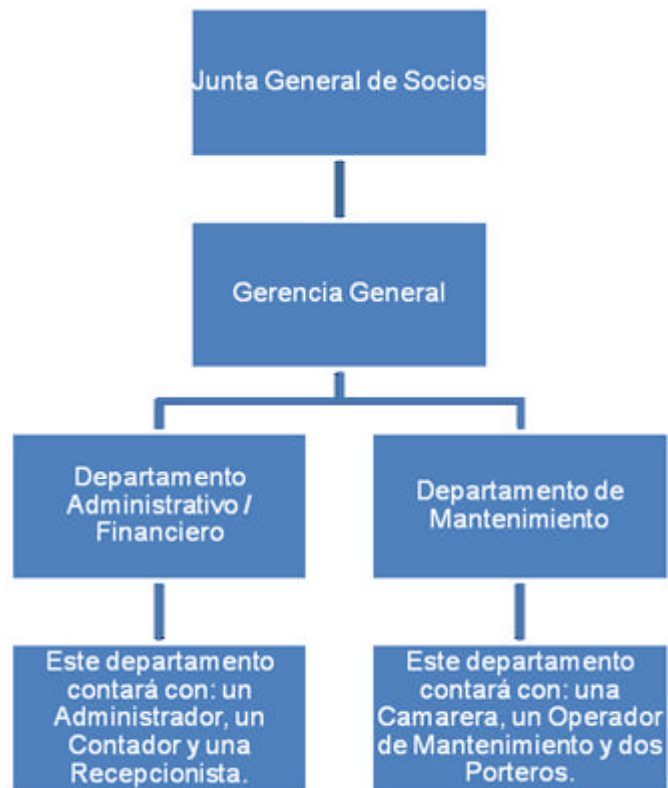 Junta General de Socios
Gerencia General
Departamento
Administrativo /
Financiero
Departamento de
Mantenimiento
Este departamento
contará con: un
Administrador, un
Contador y una
Recepcionista.
Este departamento
contará con: una
Camarera, un Operador
de Mantenimiento y dos
Porteros.